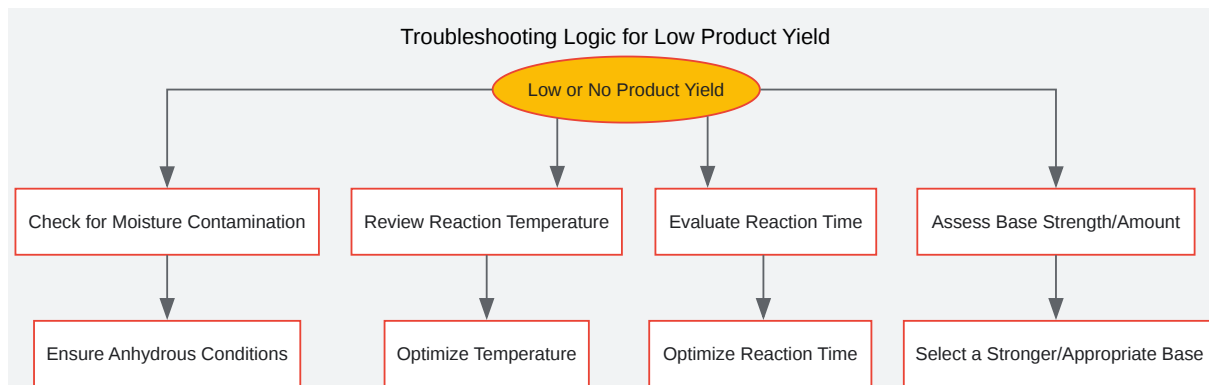 Troubleshooting Logic for Low Product Yield
Low or No Product Yield
Check for Moisture Contamination
Review Reaction Temperature
Evaluate Reaction Time
Assess Base Strength/Amount
Ensure Anhydrous Conditions
Optimize Temperature
Optimize Reaction Time
Select a Stronger/Appropriate Base